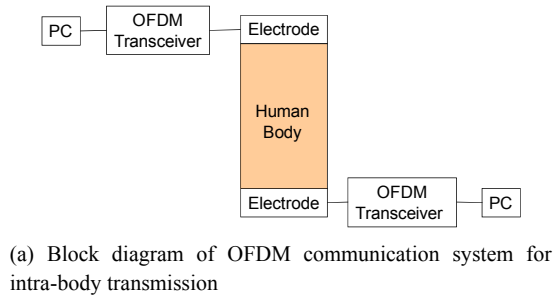 PC
OFDM
Transceiver
Electrode
Human
Body
Electrode
OFDM
Transceiver
PC
(a) Block diagram of OFDM communication system for
intra-body transmission